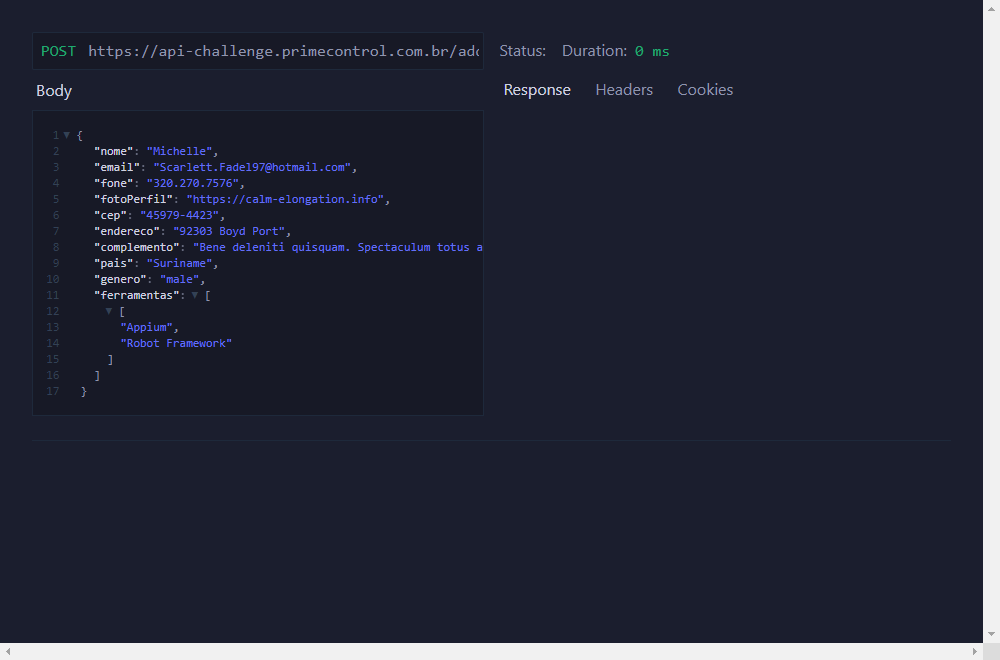 POST https://api-challenge.primecontrol.com.br/add
Status: Duration: 0 ms
Body
Response Headers Cookies
1 {
2 "nome": "Michelle",
3 "email": "Scarlett.Fadel97@hotmail.com",
4 "fone": "320.270.7576",
5 "fotoPerfil": "https://calm-elongation.info",
6 "cep": "45979-4423",
7 "endereco": "92303 Boyd Port",
8 "complemento": "Bene deleniti quisquam. Spectaculum totus a
9 "pais": "Suriname",
10 "genero": "male",
11 "ferramentas": [
12 [
13 "Appium",
14 "Robot Framework"
15 ]
16 ]
17 }